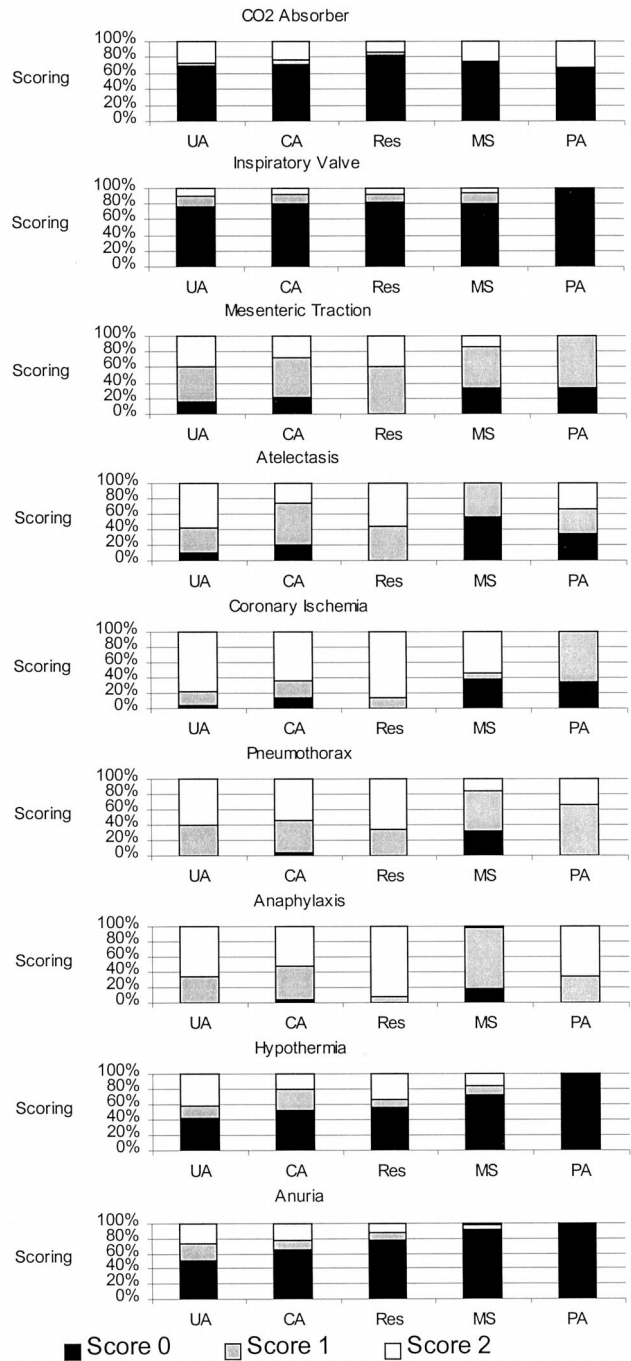 CO2 Absorber
100%
80%
Scoring 60%
40%
20%
0%
UA CA Res MS PA
Inspiratory Valve
100%
80%
Scoring 60%
40%
20%
0%
UA CA Res MS PA
Mesenteric Traction
100%
80%
Scoring 60%
40%
20%
0%
UA CA Res MS PA
Atelectasis
100%
80%
Scoring 60%
40%
20%
0%
UA CA Res MS PA
Coronary Ischemia
100%
80%
Scoring 60%
40%
20%
0%
UA CA Res MS PA
Pneumothorax
100%
80%
Scoring 60%
40%
20%
0%
UA CA Res MS PA
Anaphylaxis
100%
80%
Scoring 60%
40%
20%
0%
UA CA Res MS PA
Hypothermia
100%
80%
Scoring 60%
40%
20%
0%
UA CA Res MS PA
Anuria
100%
80%
Scoring 60%
40%
20%
0%
UA CA Res MS PA
Score 0 Score 1 Score 2